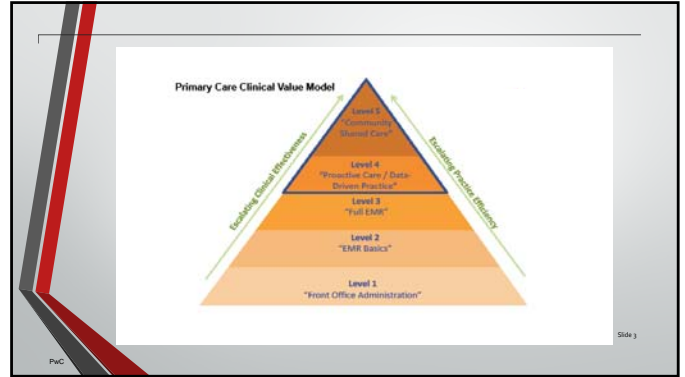 Primary Care Clinical Value Model
Escalating Clinical Effectiveness
Escalating Practice Efficiency
Level 5
"Community
Shared Care"
Level 4
"Proactive Care / Data-
Driven Practice"
Level 3
"Full EMR"
Level 2
"EMR Basics"
Level 1
"Front Office Administration"
Slide 3
PwC